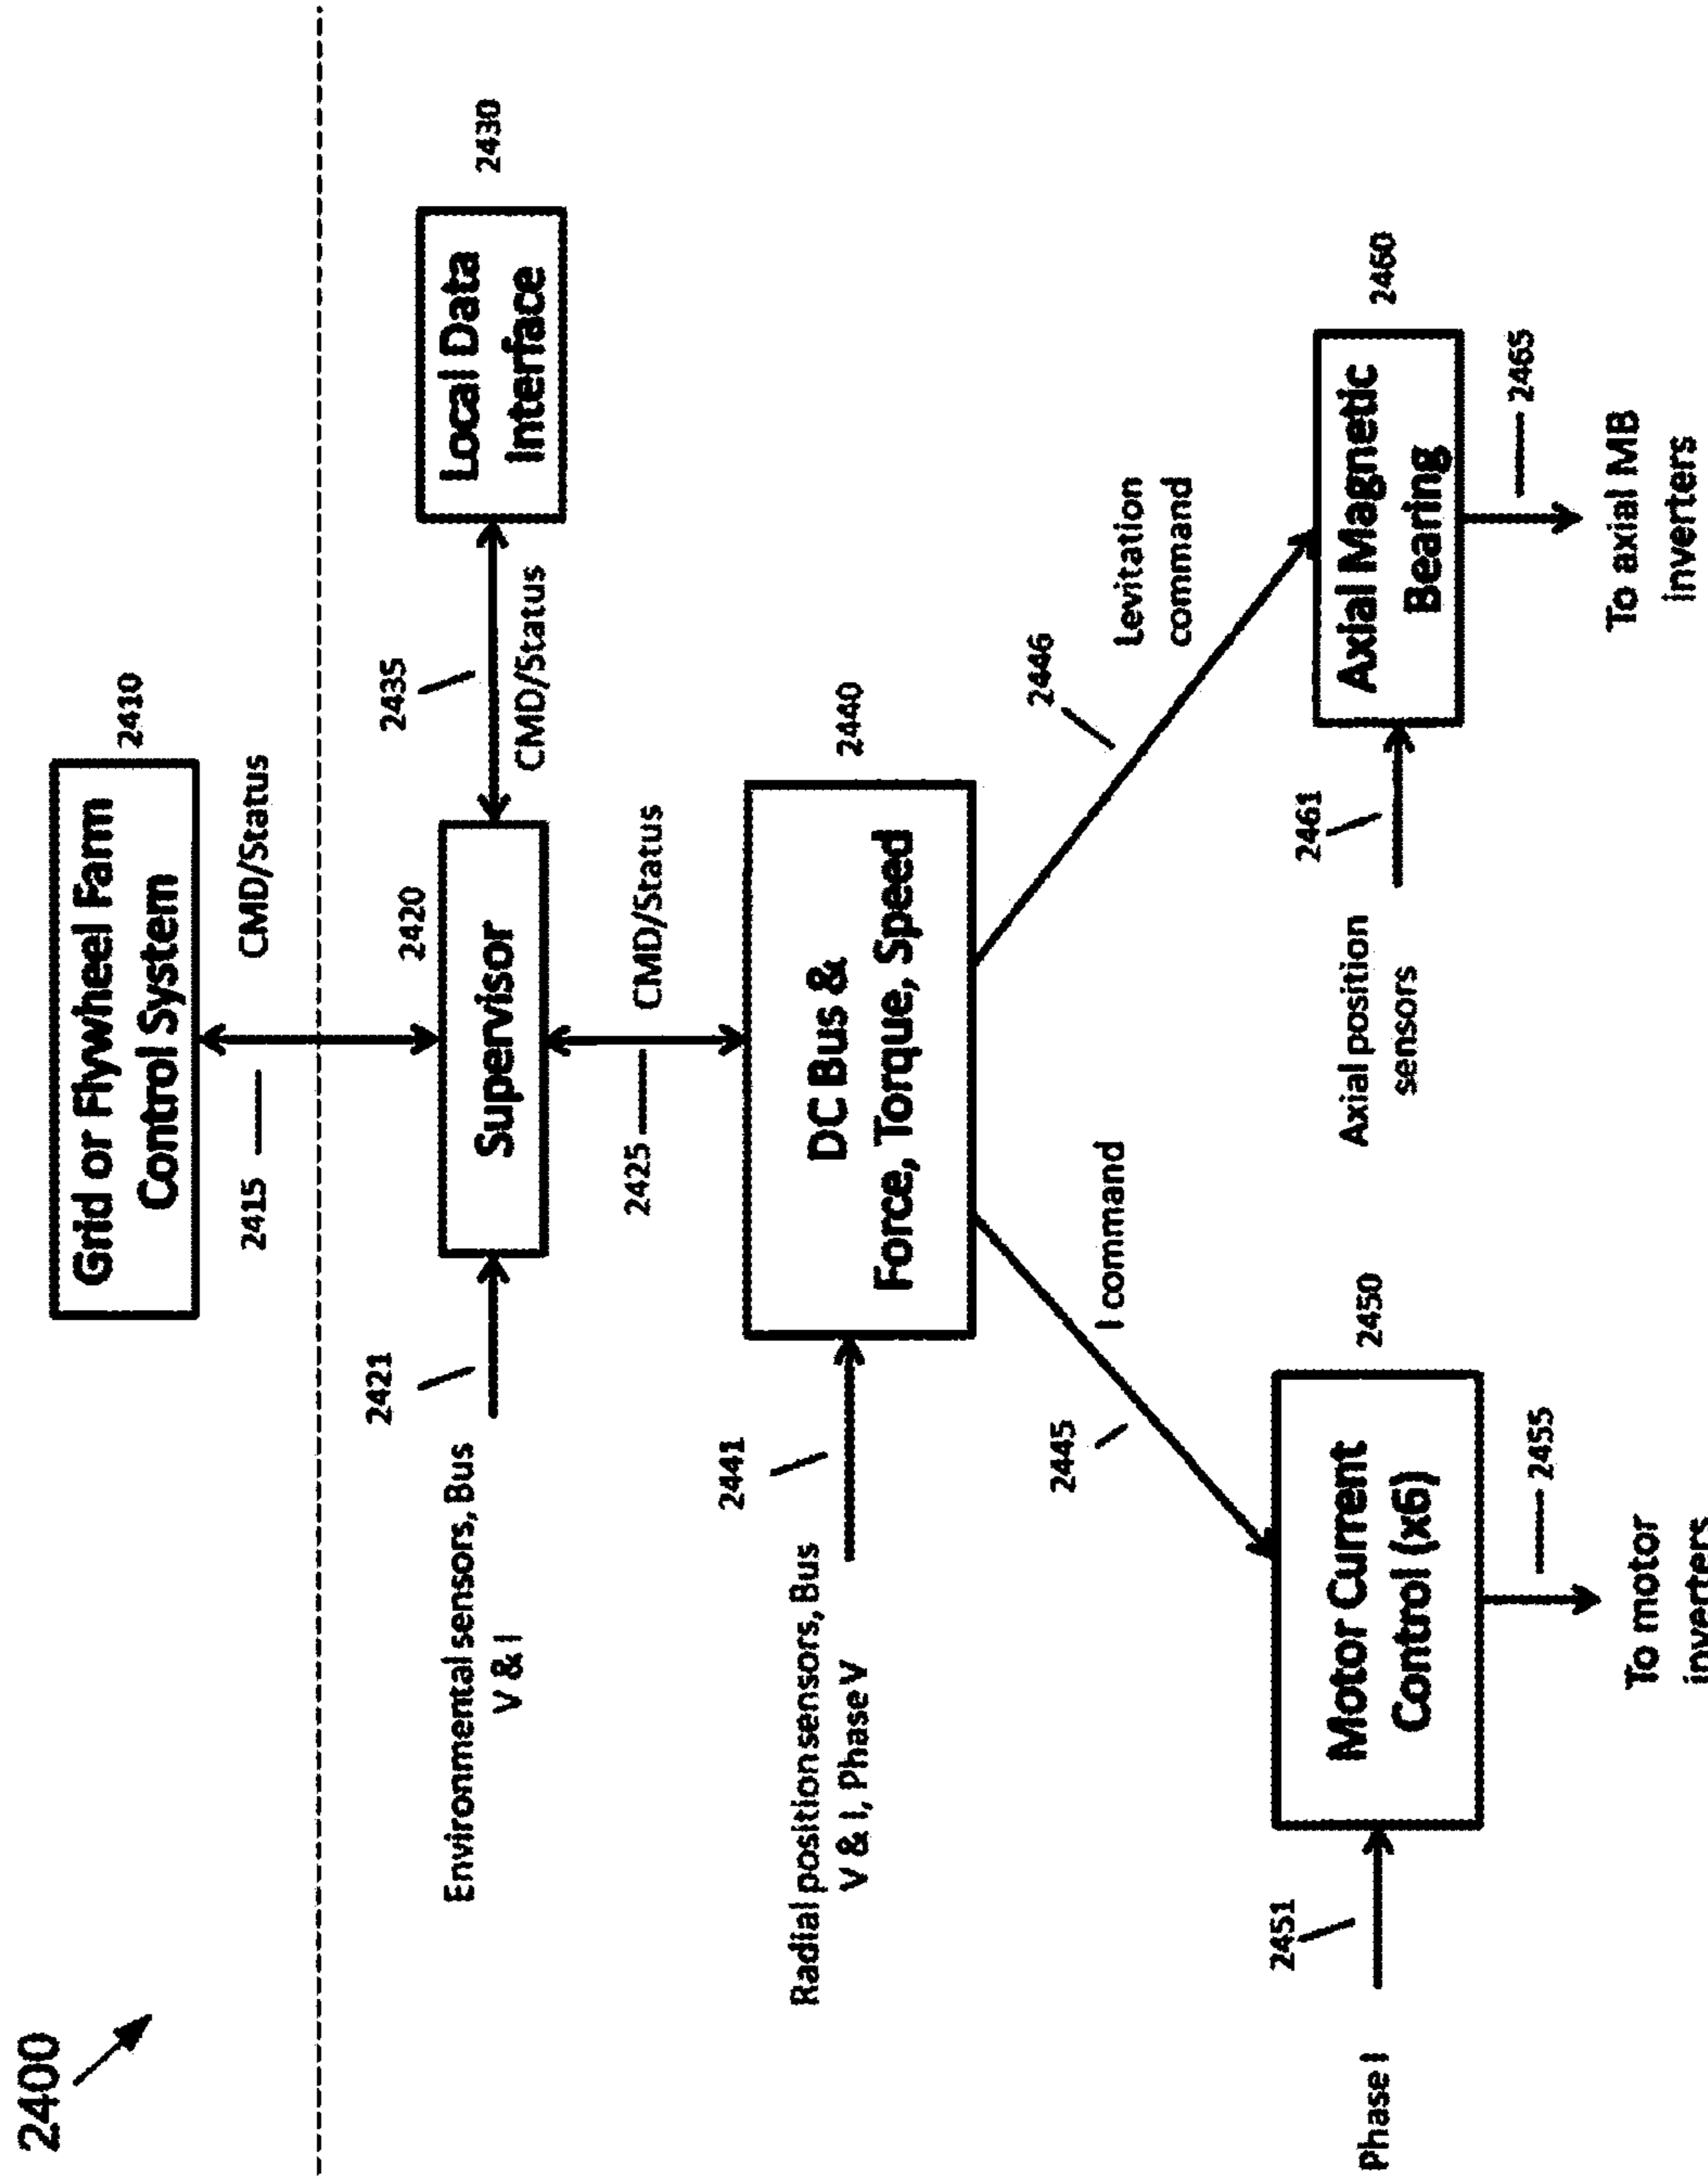 2400
Grid or Flywheel Farm
Control System
2410
2415
CMD/Status
2420
Supervisor
2421
Environmental sensors, Bus
V & I
2435
CMD/Status
Local Data
Interface
2430
2425
CMD/Status
2440
DC Bus &
Force, Torque, Speed
2441
Radial position sensors, Bus
V & I, Phase V
2445
I command
2446
Levitation
command
2450
Motor Current
Control (x6)
2451
Phase I
2455
To motor
inverters
2460
Axial Magnetic
Bearing
2461
Axial position
sensors
2465
To axial MB
inverters